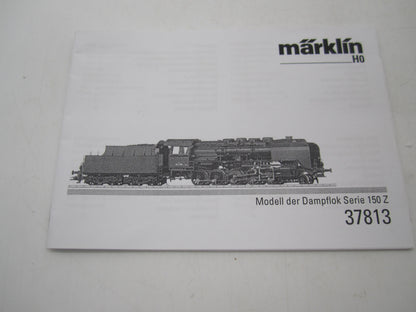 märklin
H0
Modell der Dampflok Serie 150 Z
37813